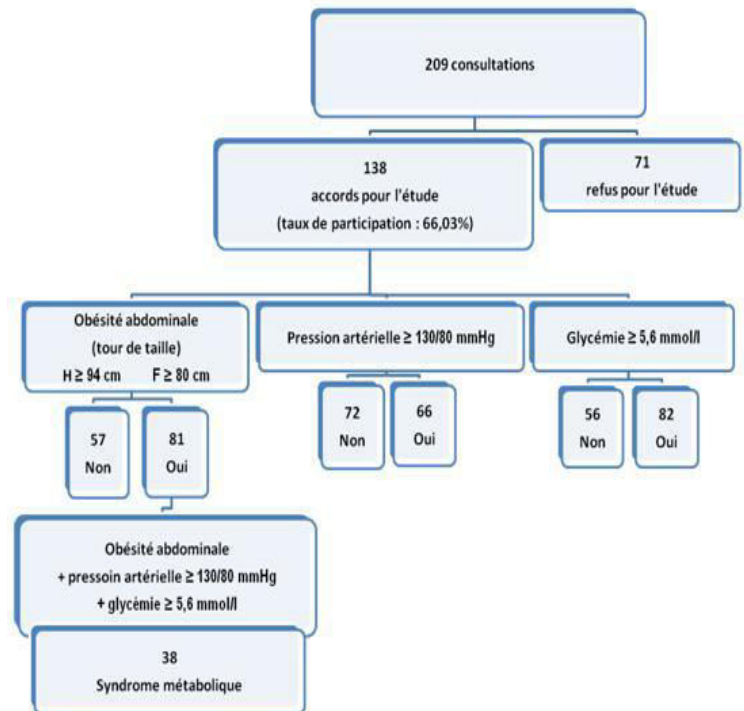 209 consultations
138
accords pour l'étude
(taux de participation : 66,03%)
71
refus pour l'étude
Obésité abdominale
(tour de taille)
H ≥ 94 cm F ≥ 80 cm
Pression artérielle ≥ 130/80 mmHg
Glycémie ≥ 5,6 mmol/l
57
Non
81
Oui
72
Non
66
Oui
56
Non
82
Oui
Obésité abdominale
+ pressoin artérielle ≥ 130/80 mmHg
+ glycémie ≥ 5,6 mmol/l
38
Syndrome métabolique